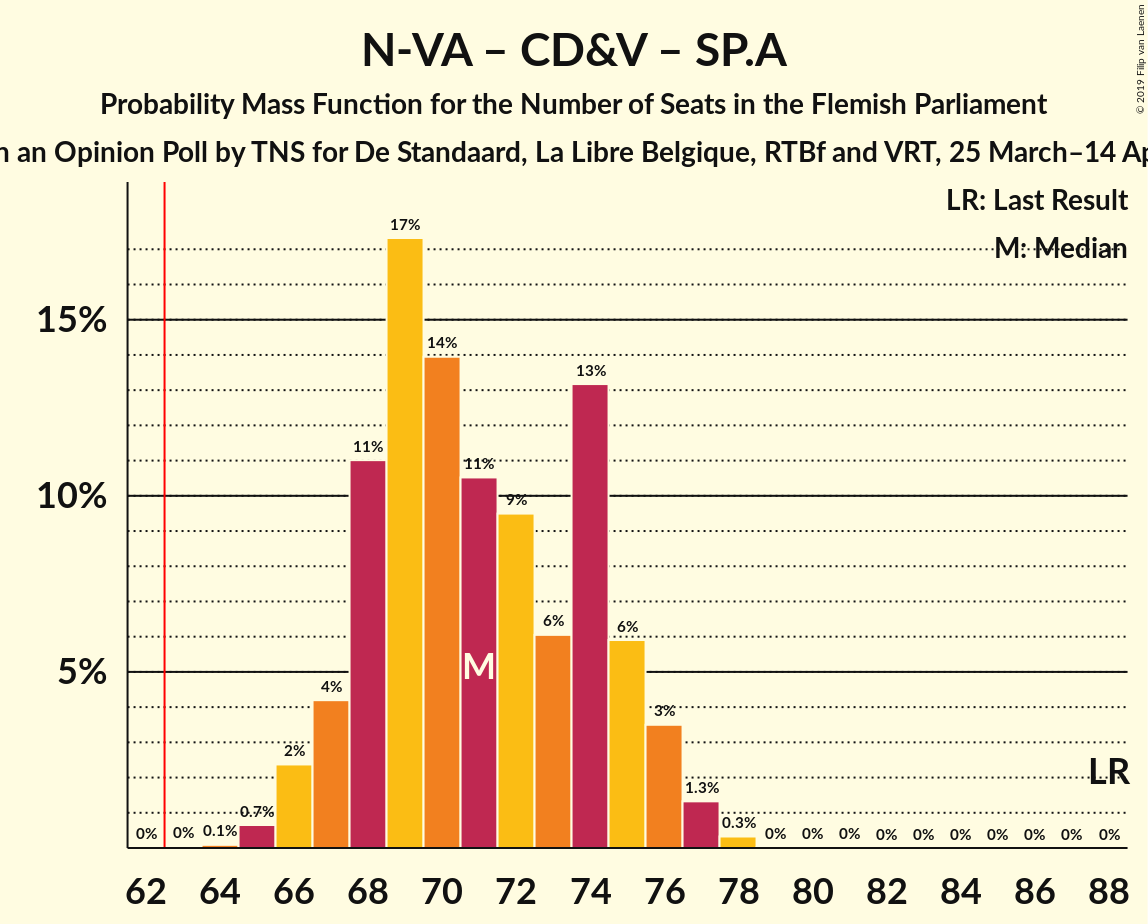 N-VA – CD&V – SP.A
Probability Mass Function for the Number of Seats in the Flemish Parliament
an Opinion Poll by TNS for De Standaard, La Libre Belgique, RTBf and VRT, 25 March–14
© 2019 Filip van Laenen
LR: Last Result
M: Median
15%
10%
5%
0% 0% 0.1% 0.7% 2% 4% 11% 17% 14% 11% 9% 6% 13% 6% 3% 1.3% 0.3% 0% 0% 0% 0% 0% 0% 0% 0% 0% 0%
M
LR
62 64 66 68 70 72 74 76 78 80 82 84 86 88